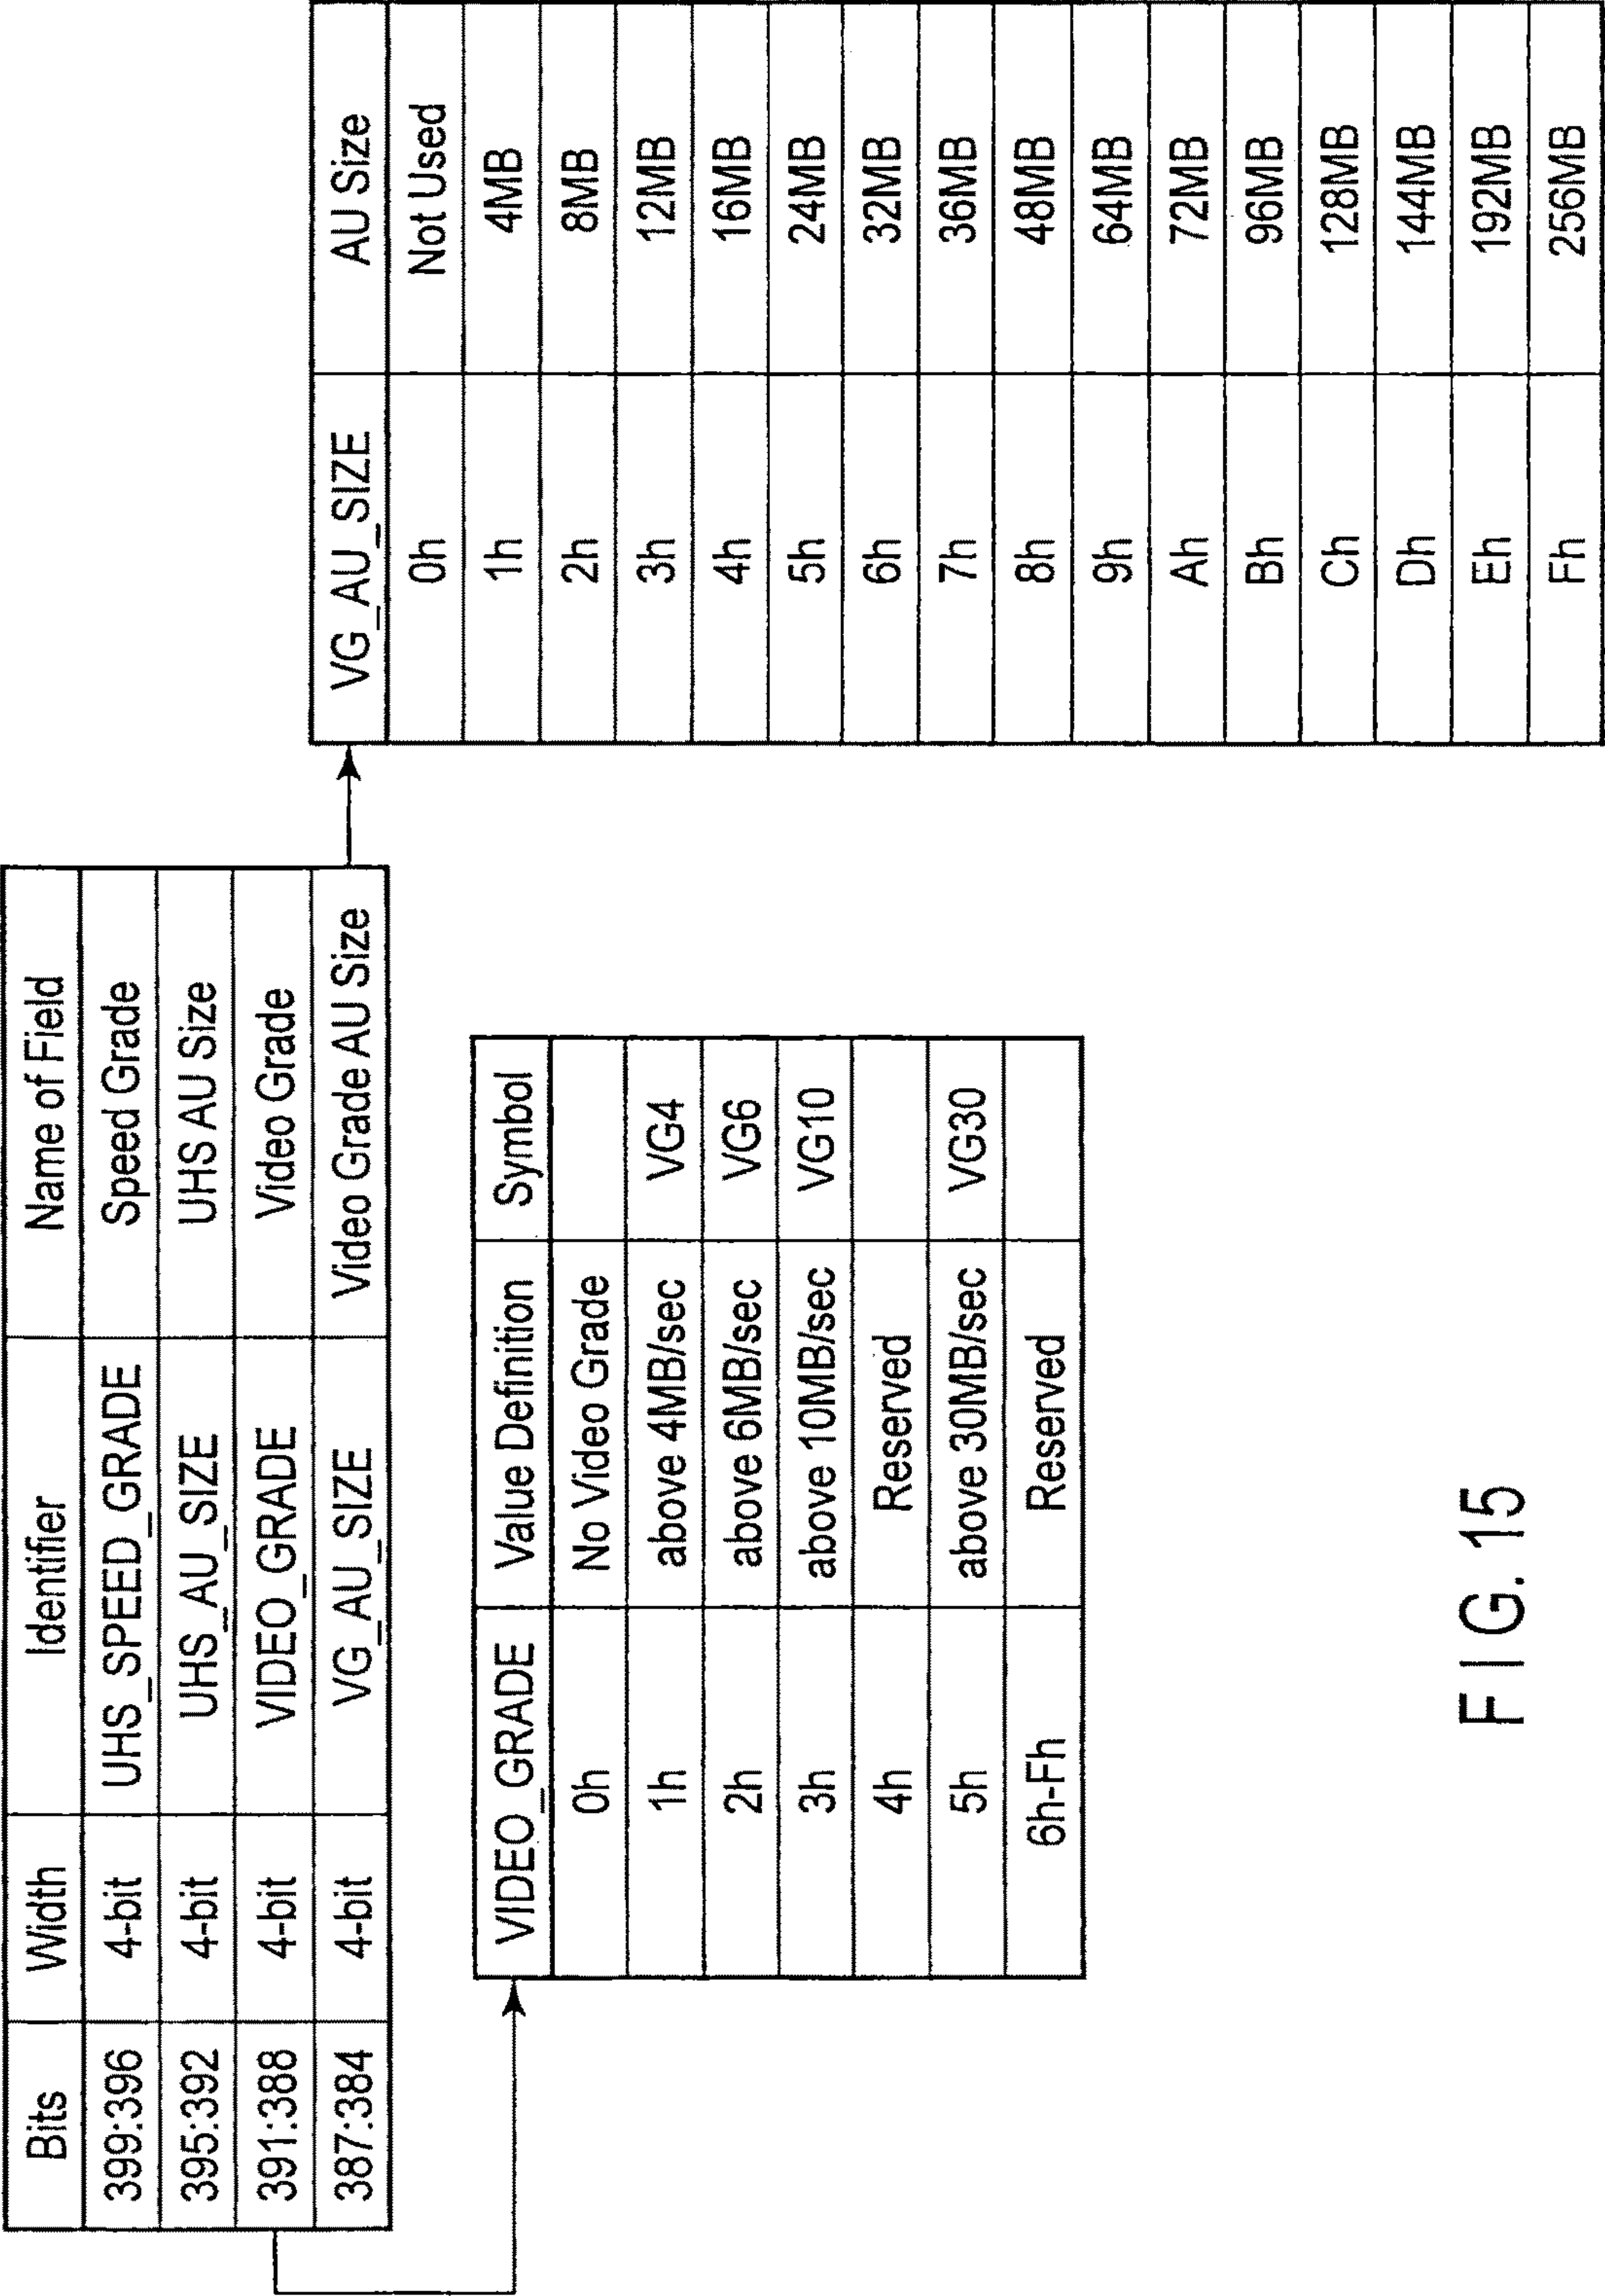 Bits Width Identifier Name of Field
399:396 4-bit UHS_SPEED_GRADE Speed Grade
395:392 4-bit UHS_AU_SIZE UHS AU Size
391:388 4-bit VIDEO_GRADE Video Grade
387:384 4-bit VG_AU_SIZE Video Grade AU Size
VIDEO_GRADE Value Definition Symbol
0h No Video Grade
1h above 4MB/sec VG4
2h above 6MB/sec VG6
3h above 10MB/sec VG10
4h Reserved
5h above 30MB/sec VG30
6h-Fh Reserved
VG_AU_SIZE AU Size
0h Not Used
1h 4MB
2h 8MB
3h 12MB
4h 16MB
5h 24MB
6h 32MB
7h 36MB
8h 48MB
9h 64MB
Ah 72MB
Bh 96MB
Ch 128MB
Dh 144MB
Eh 192MB
Fh 256MB
FIG. 15